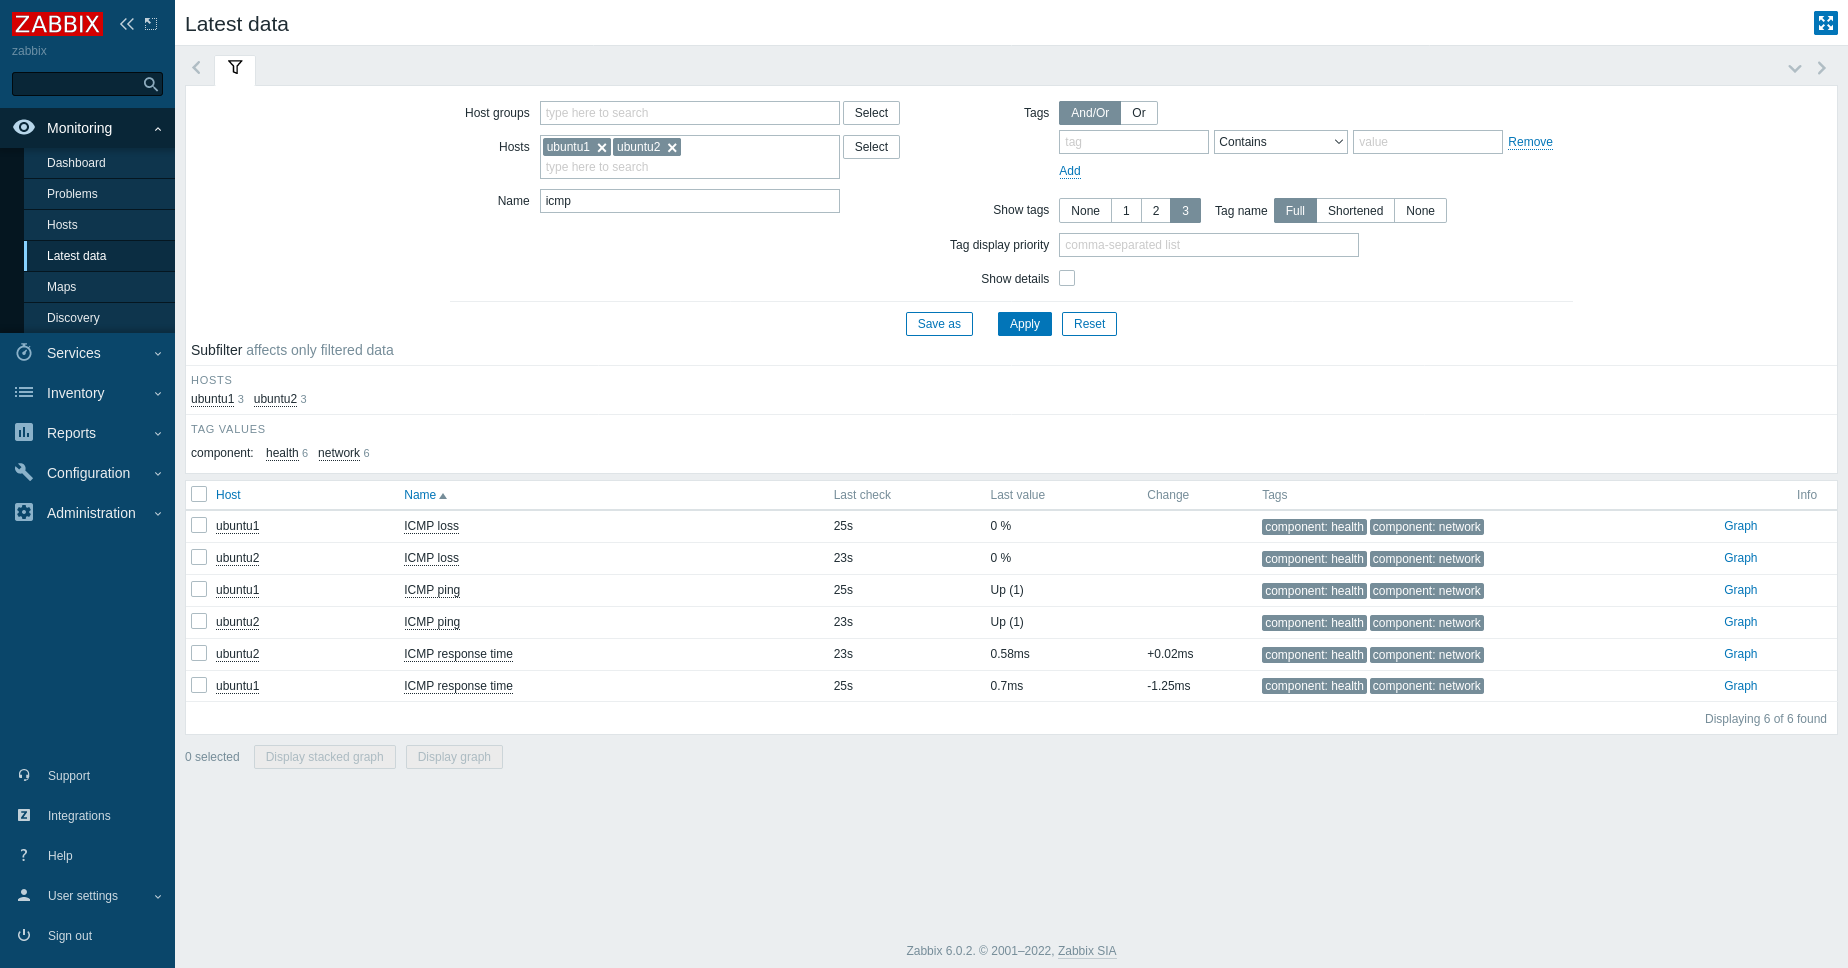 ZABBIX
zabbix
Monitoring
Dashboard
Problems
Hosts
Latest data
Maps
Discovery
Services
Inventory
Reports
Configuration
Administration
Support
Integrations
Help
User settings
Sign out
Latest data
Host groups type here to search Select
Hosts ubuntu1 ubuntu2 Select
type here to search
Name icmp
Tags And/Or Or
tag Contains value Remove
Add
Show tags None 1 2 3 Tag name Full Shortened None
Tag display priority comma-separated list
Show details
Save as Apply Reset
Subfilter affects only filtered data
HOSTS
ubuntu1 3 ubuntu2 3
TAG VALUES
component: health 6 network 6
Host Name Last check Last value Change Tags Info
ubuntu1 ICMP loss 25s 0 % component: health component: network Graph
ubuntu2 ICMP loss 23s 0 % component: health component: network Graph
ubuntu1 ICMP ping 25s Up (1) component: health component: network Graph
ubuntu2 ICMP ping 23s Up (1) component: health component: network Graph
ubuntu2 ICMP response time 23s 0.58ms +0.02ms component: health component: network Graph
ubuntu1 ICMP response time 25s 0.7ms -1.25ms component: health component: network Graph
Displaying 6 of 6 found
0 selected Display stacked graph Display graph
Zabbix 6.0.2. © 2001–2022, Zabbix SIA